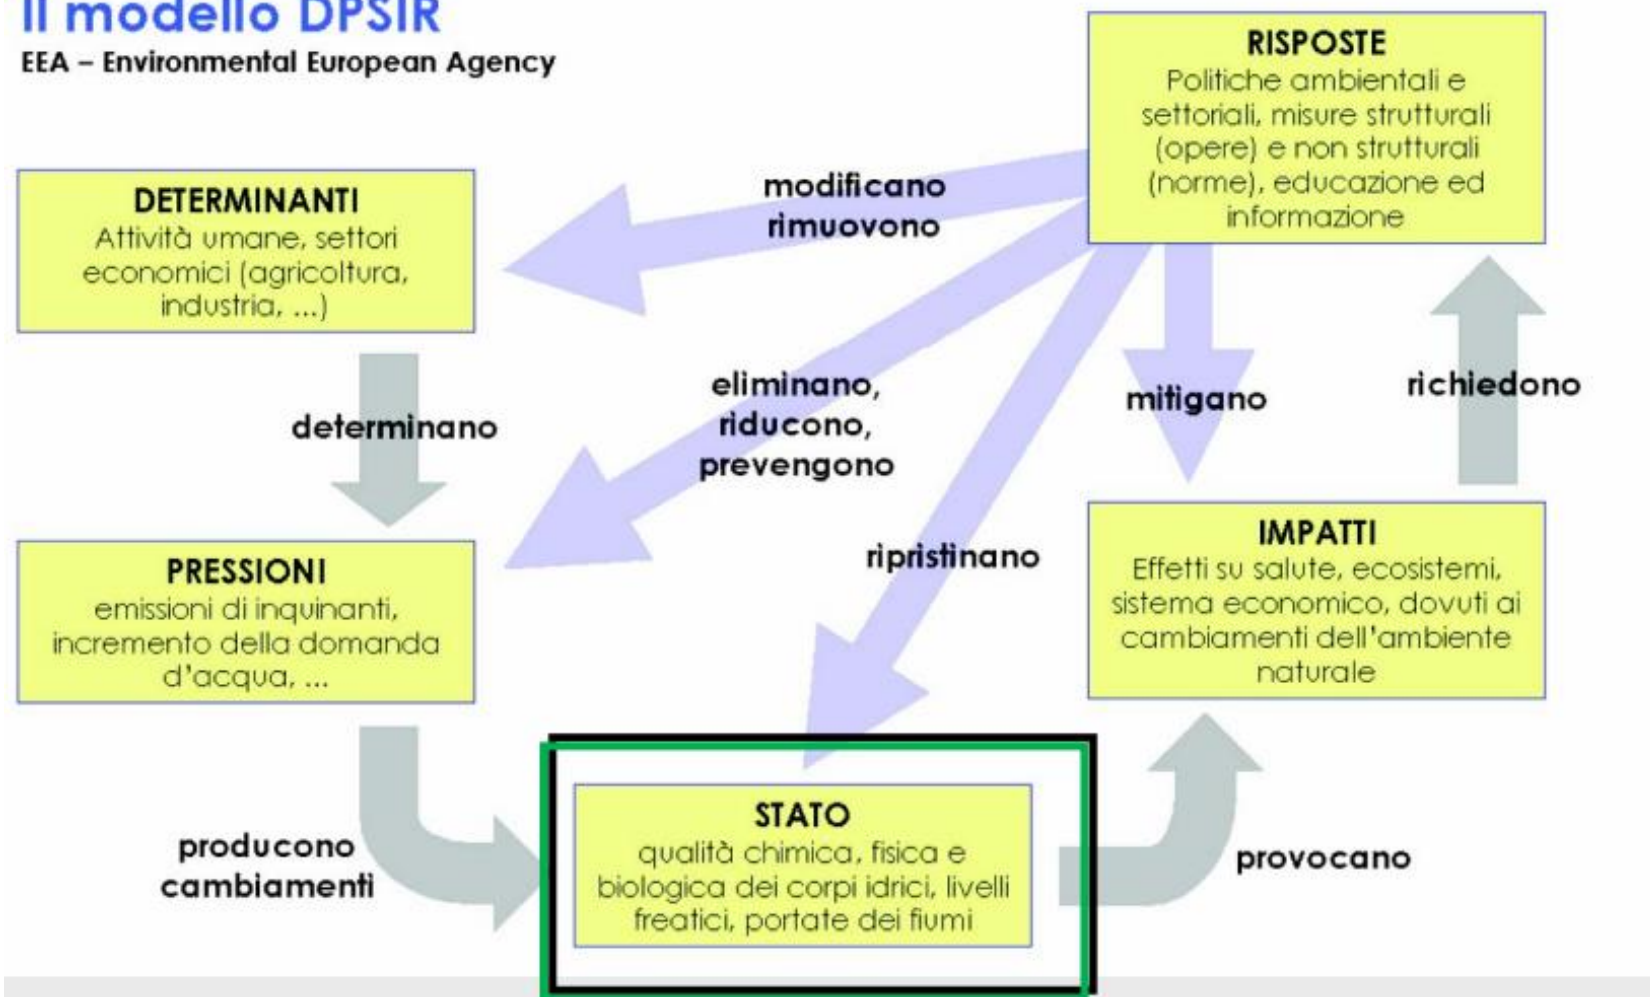 Il modello DPSIR
EEA – Environmental European Agency
RISPOSTE
Politiche ambientali e
settoriali, misure strutturali
(opere) e non strutturali
(norme), educazione ed
informazione
DETERMINANTI
Attività umane, settori
economici (agricoltura,
industria, ...)
modificano
rimuovono
determinano
eliminano,
riducono,
prevengono
mitigano
richiedono
PRESSIONI
emissioni di inquinanti,
incremento della domanda
d'acqua, ...
ripristinano
IMPATTI
Effetti su salute, ecosistemi,
sistema economico, dovuti ai
cambiamenti dell'ambiente
naturale
producono
cambiamenti
STATO
qualità chimica, fisica e
biologica dei corpi idrici, livelli
freatici, portate dei fiumi
provocano